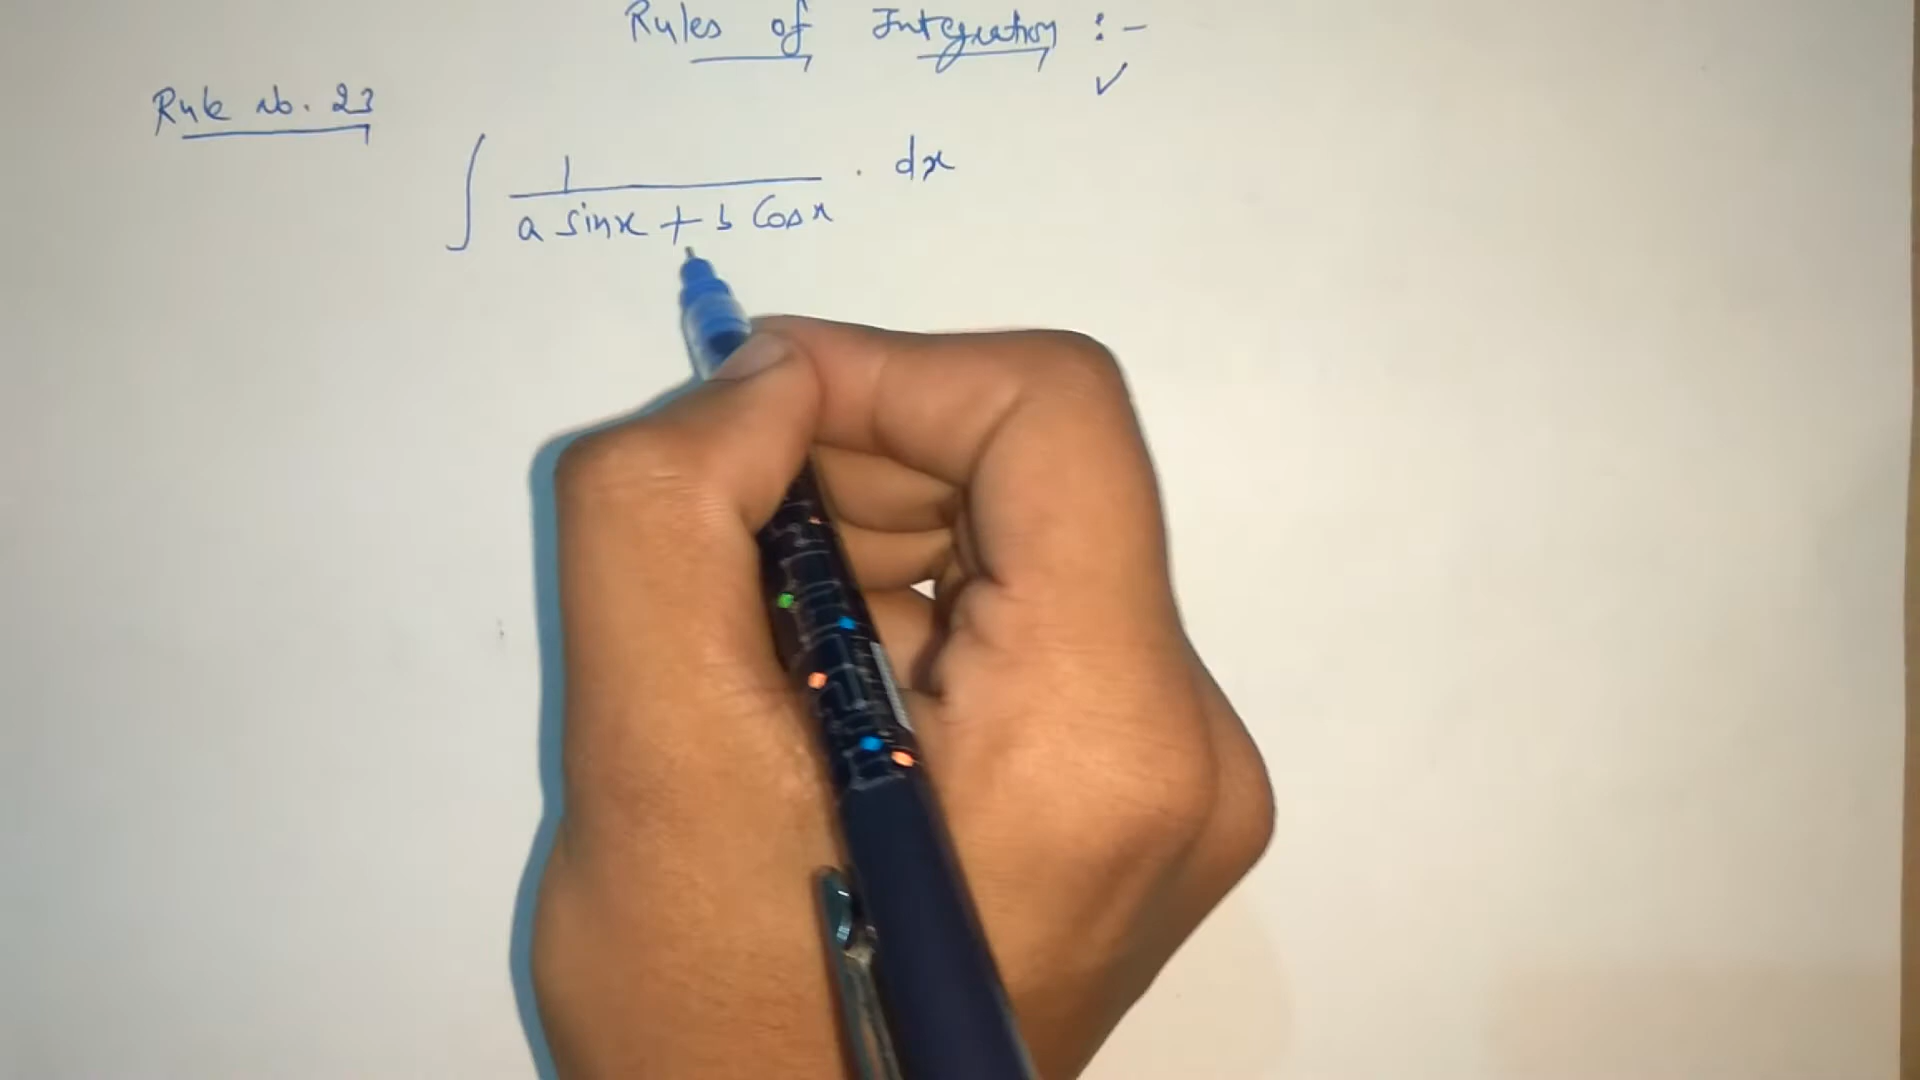 Rules of Integration :-
✓
Rule no. 23
∫ 1 / (a sinx + b Cosx) . dx